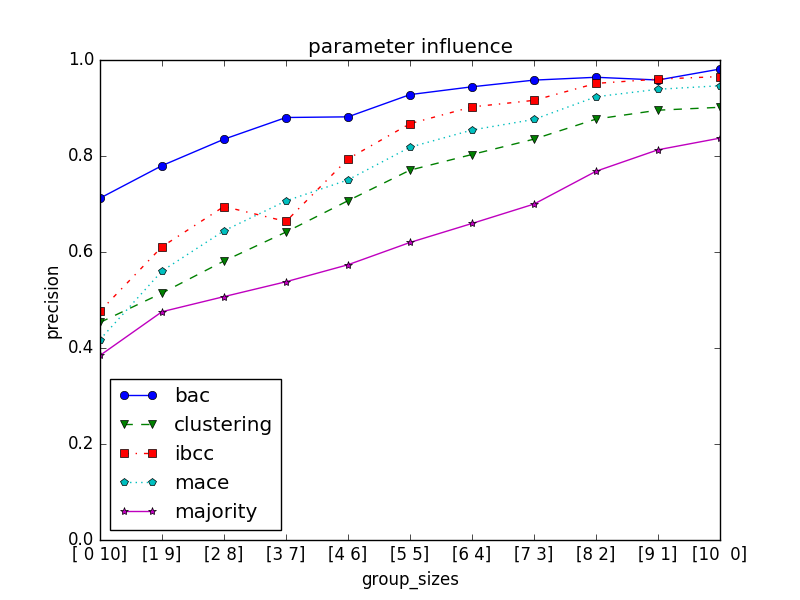 parameter influence
1.0
0.8
0.6
0.4
0.2
0.0
precision
bac
clustering
ibcc
mace
majority
[ 0 10] [1 9] [2 8] [3 7] [4 6] [5 5] [6 4] [7 3] [8 2] [9 1] [10  0]
group_sizes